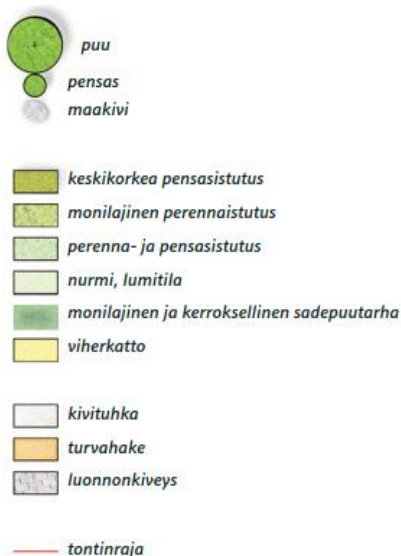 puu
pensas
maakivi
keskikorkea pensasistutus
monilajinen perennaistutus
perenna- ja pensasistutus
nurmi, lumitila
monilajinen ja kerroksellinen sadepuutarha
viherkatto
kivituhka
turvahake
luonnonkiveys
tontinraja